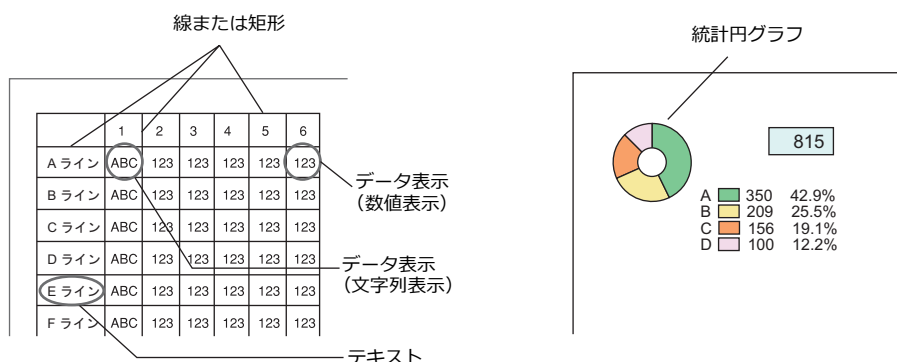 線または矩形
1 2 3 4 5 6
A ライン ABC 123 123 123 123 123
B ライン ABC 123 123 123 123 123
C ライン ABC 123 123 123 123 123
D ライン ABC 123 123 123 123 123
E ライン ABC 123 123 123 123 123
F ライン ABC 123 123 123 123 123
データ表示
（数値表示）
データ表示
（文字列表示）
テキスト
統計円グラフ
815
A 350 42.9%
B 209 25.5%
C 156 19.1%
D 100 12.2%